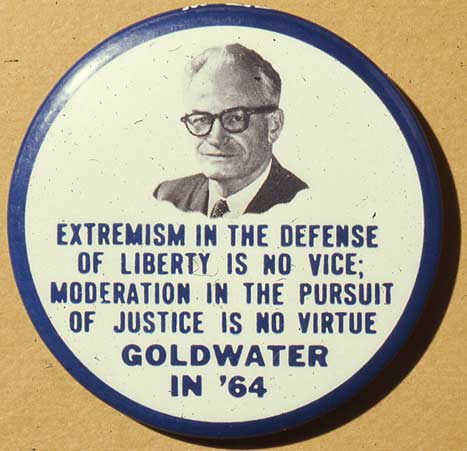 EXTREMISM IN THE DEFENSE
OF LIBERTY IS NO VICE;
MODERATION IN THE PURSUIT
OF JUSTICE IS NO VIRTUE
GOLDWATER
IN '64